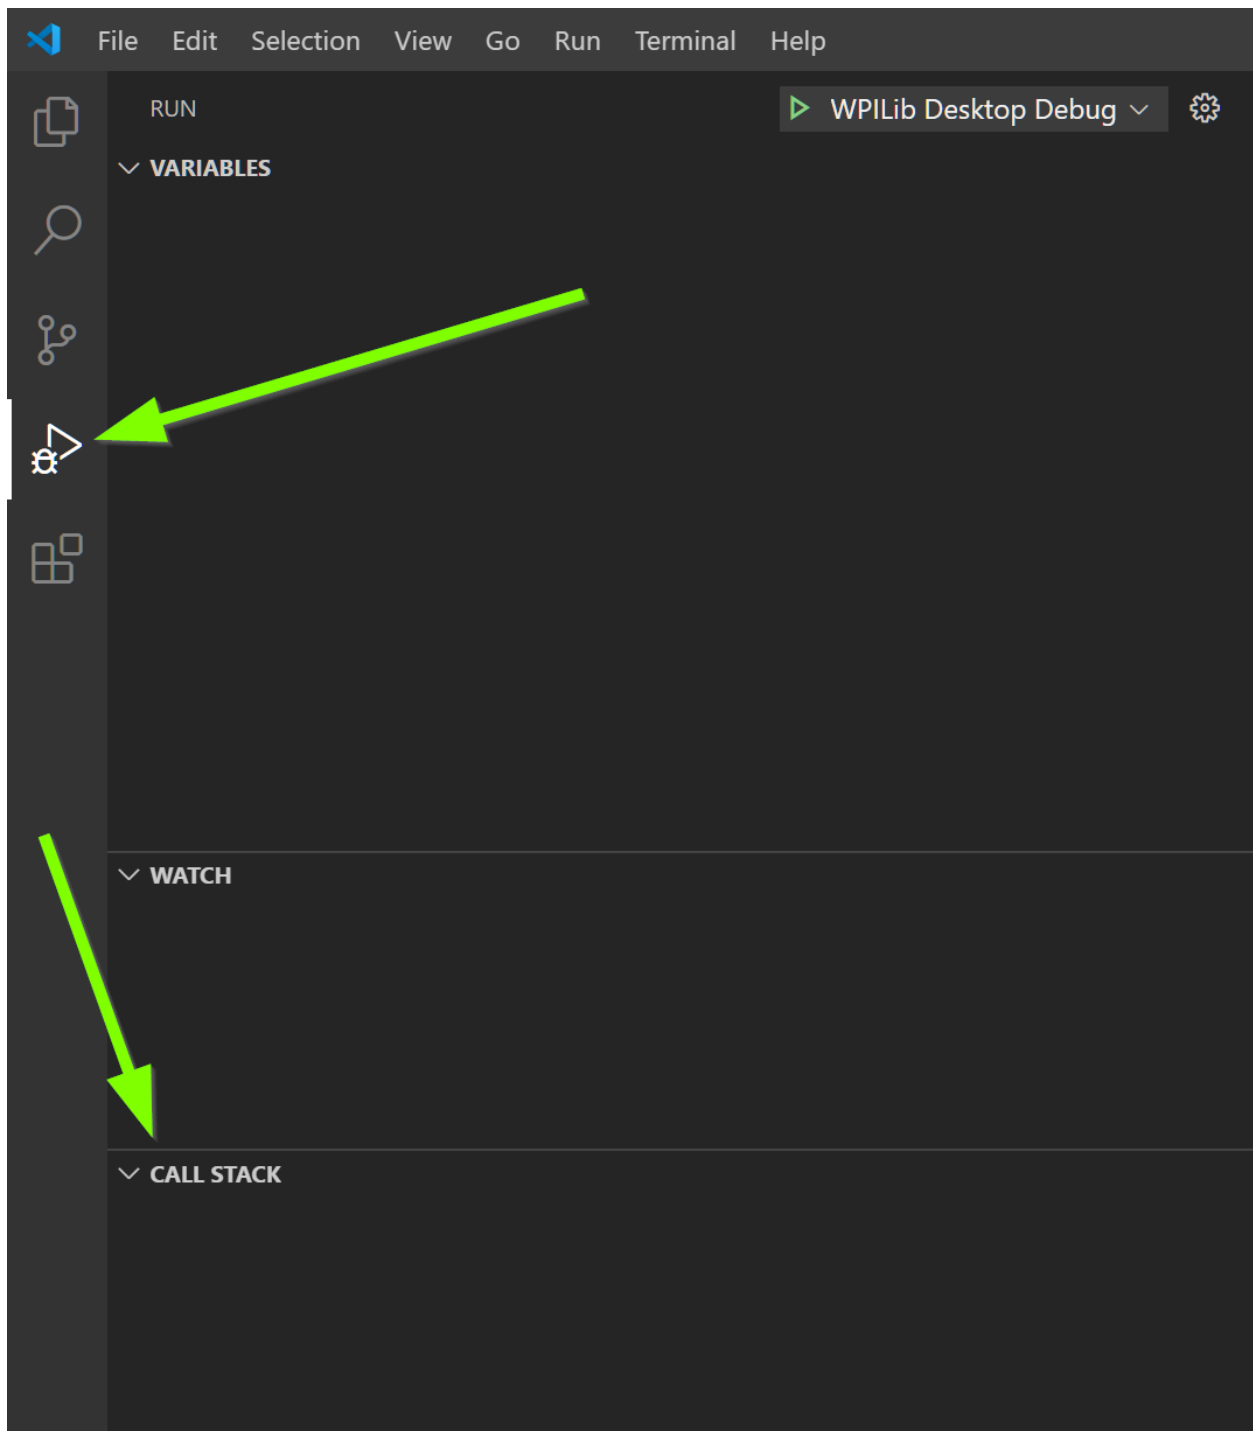 File Edit Selection View Go Run Terminal Help
RUN WPILib Desktop Debug
VARIABLES
WATCH
CALL STACK